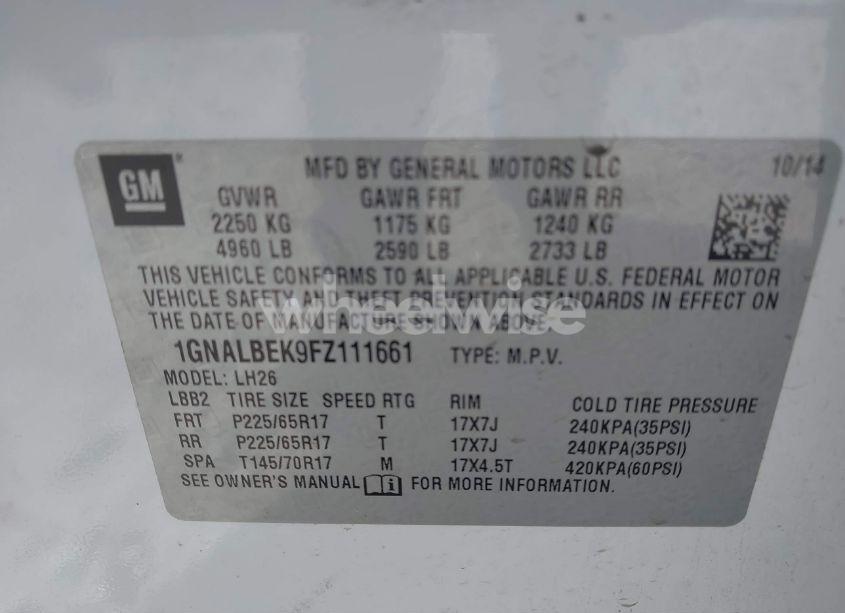 GM
MFD BY GENERAL MOTORS LLC 10/14
GVWR GAWR FRT GAWR RR
2250 KG 1175 KG 1240 KG
4960 LB 2590 LB 2733 LB
THIS VEHICLE CONFORMS TO ALL APPLICABLE U.S. FEDERAL MOTOR
VEHICLE SAFETY AND THEFT PREVENTION STANDARDS IN EFFECT ON
THE DATE OF MANUFACTURE SHOWN ABOVE.
wheelwise
1GNALBEK9FZ111661 TYPE: M.P.V.
MODEL: LH26
LBB2 TIRE SIZE SPEED RTG RIM COLD TIRE PRESSURE
FRT P225/65R17 T 17X7J 240KPA(35PSI)
RR P225/65R17 T 17X7J 240KPA(35PSI)
SPA T145/70R17 M 17X4.5T 420KPA(60PSI)
SEE OWNER'S MANUAL i FOR MORE INFORMATION.